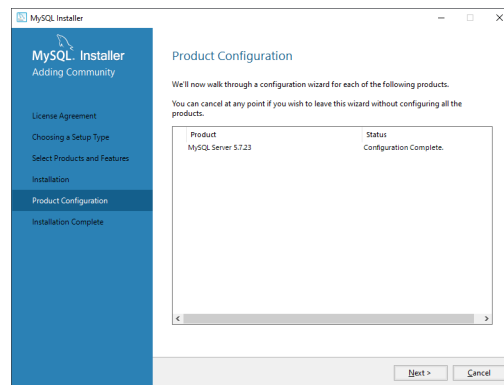 MySQL Installer
MySQL. Installer
Adding Community
License Agreement
Choosing a Setup Type
Select Products and Features
Installation
Product Configuration
Installation Complete
Product Configuration
We'll now walk through a configuration wizard for each of the following products.
You can cancel at any point if you wish to leave this wizard without configuring all the
products.
Product Status
MySQL Server 5.7.23 Configuration Complete.
Next > Cancel